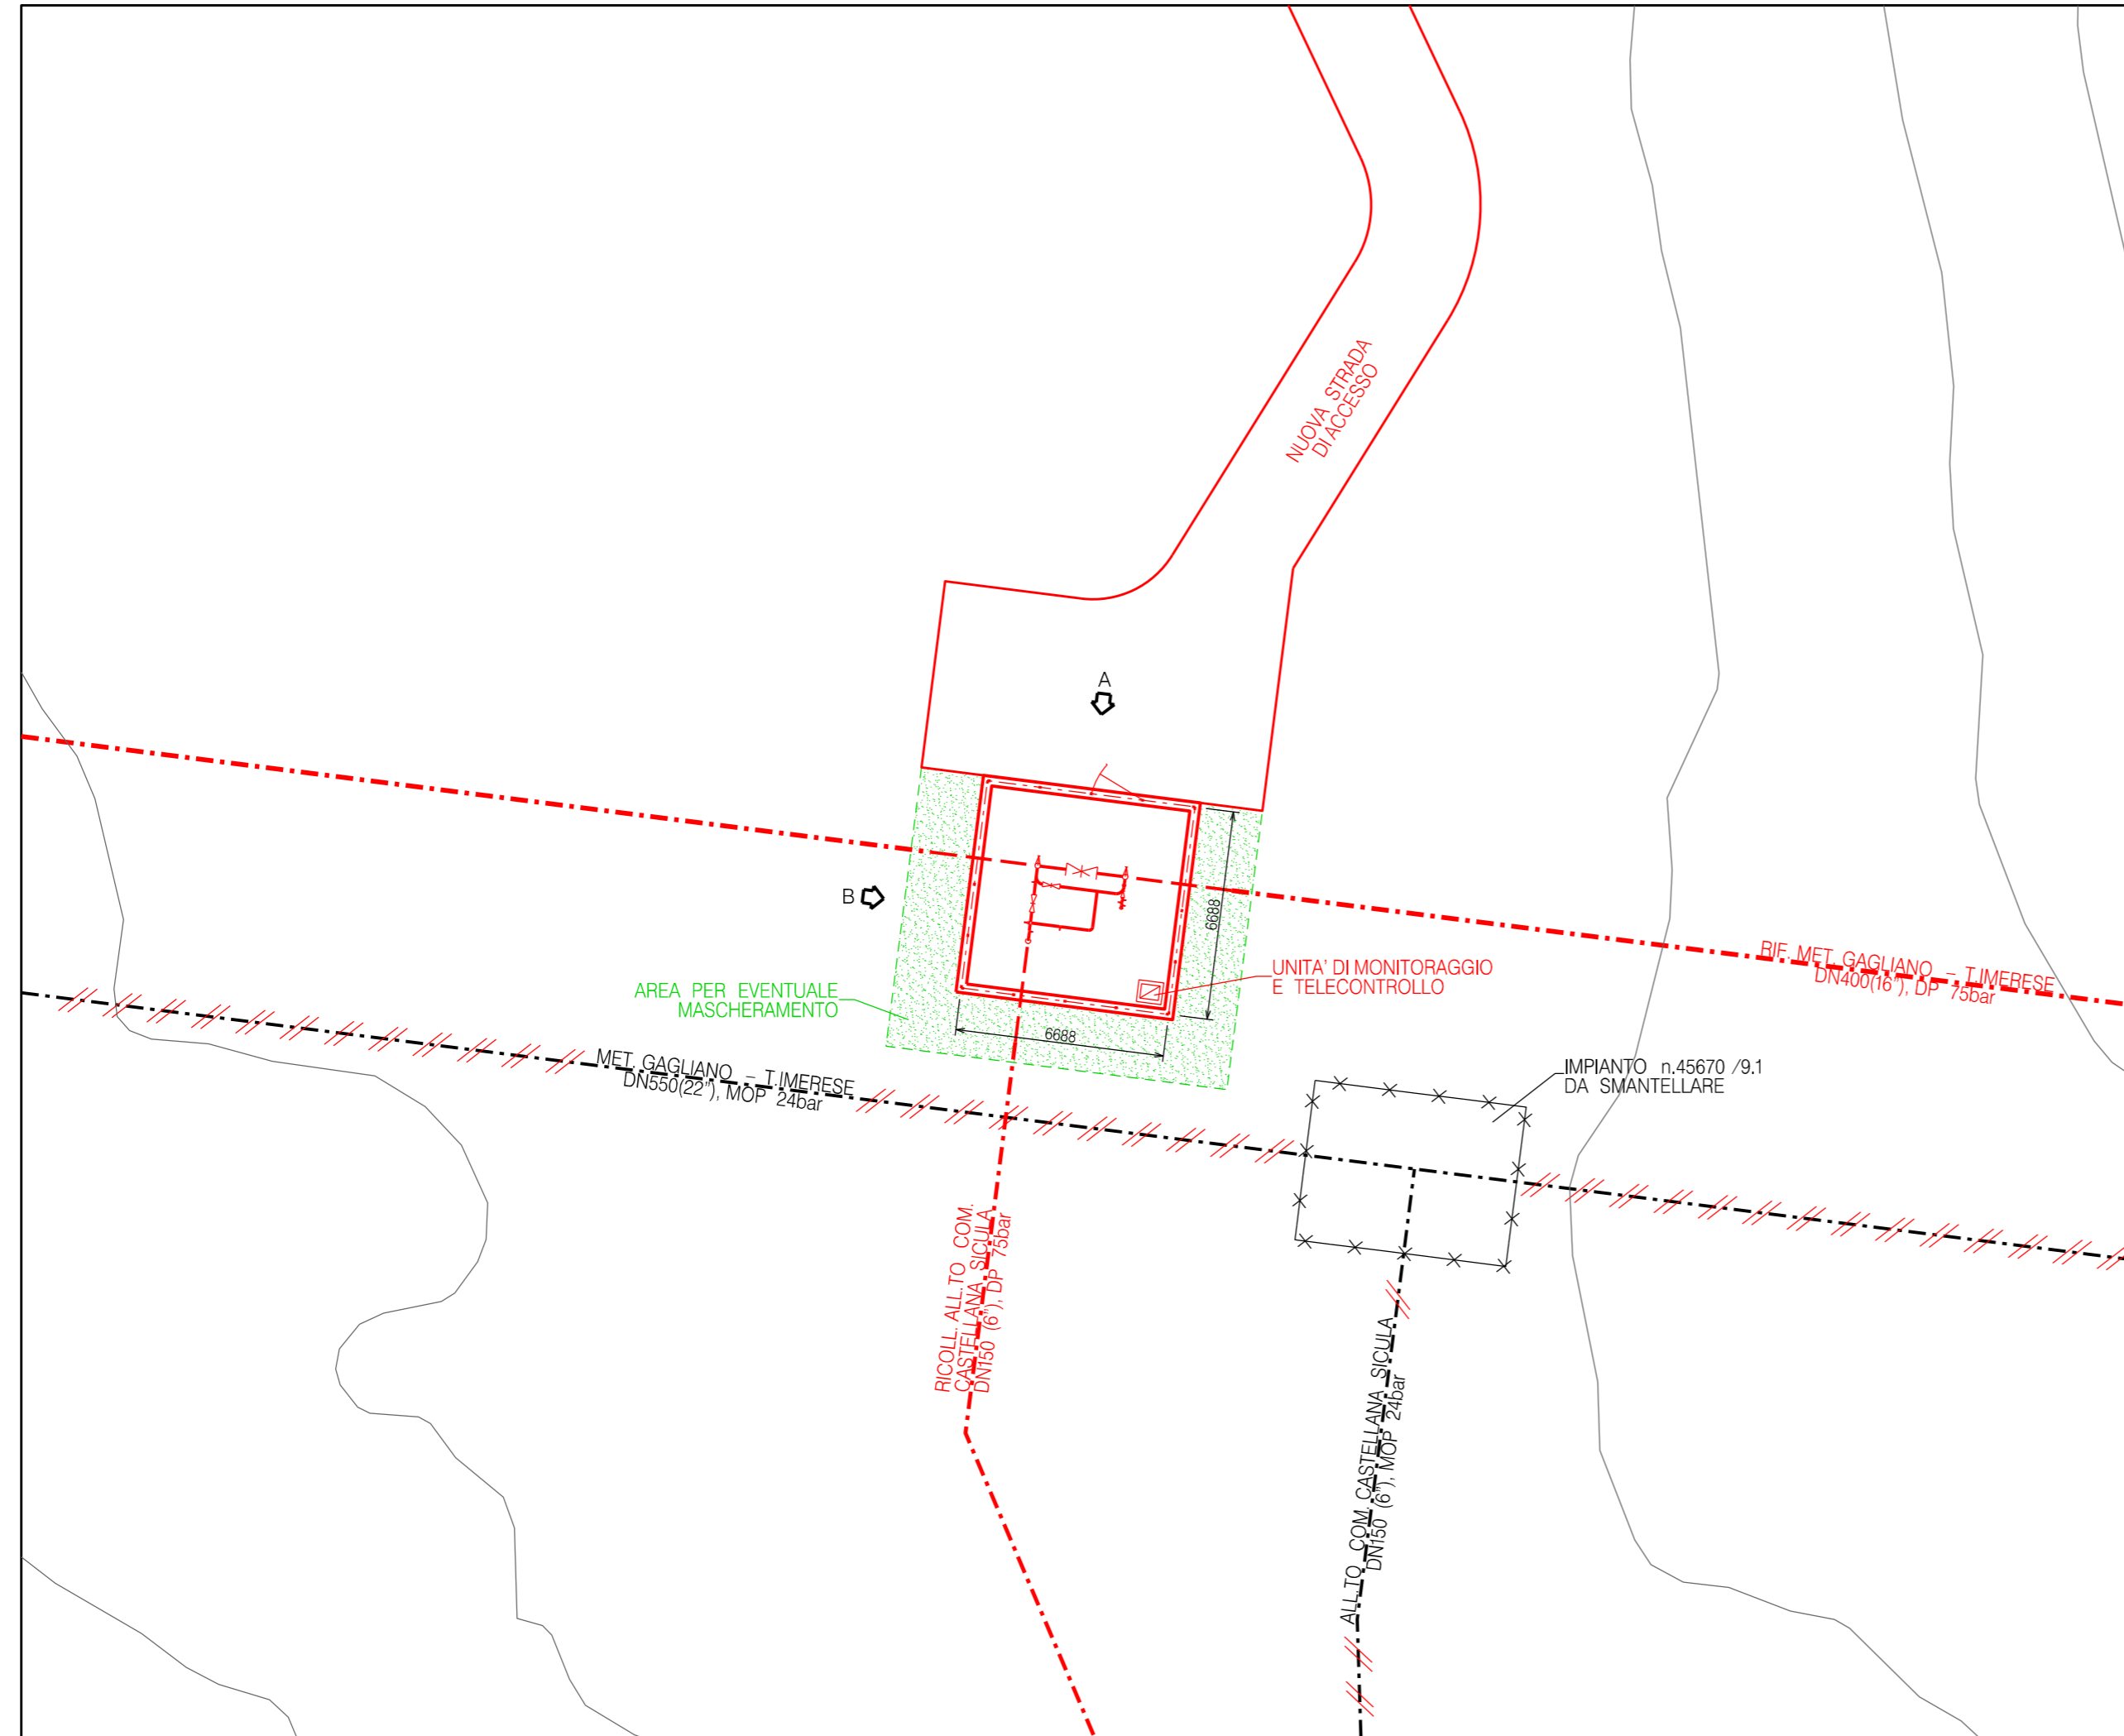 NUOVA STRADA
DI ACCESSO
A
B
6688
UNITA' DI MONITORAGGIO
E TELECONTROLLO
AREA PER EVENTUALE
MASCHERAMENTO
6688
RIF. MET. GAGLIANO – T.IMERESE
DN400(16"), DP 75bar
MET. GAGLIANO – T.IMERESE
DN550(22"), MOP 24bar
IMPIANTO n.45670 /9.1
DA SMANTELLARE
RICOLL. ALL.TO COM.
CASTELLANA SICULA
DN150 (6"), DP 75bar
ALL.TO COM. CASTELLANA SICULA
DN150 (6"), MOP 24bar